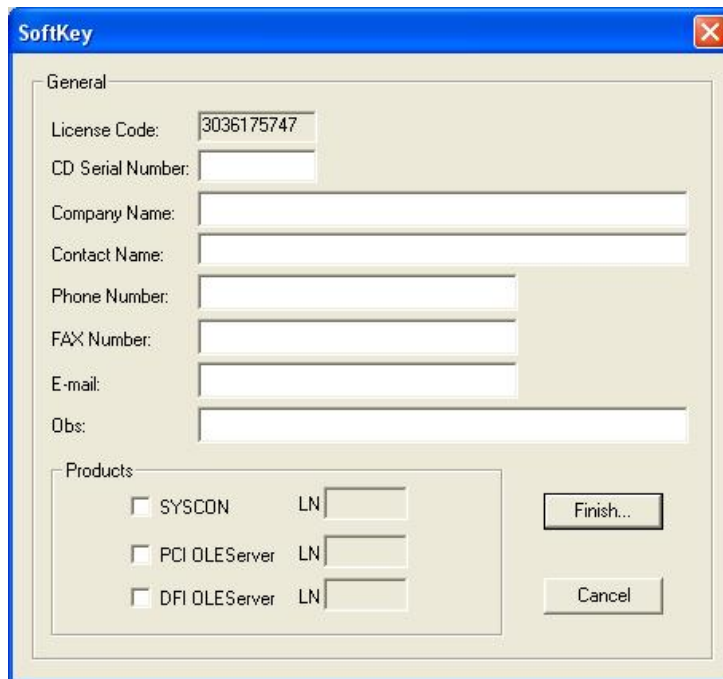 SoftKey
General
License Code: 3036175747
CD Serial Number:
Company Name:
Contact Name:
Phone Number:
FAX Number:
E-mail:
Obs:
Products
SYSCON LN
PCI OLEServer LN
DFI OLEServer LN
Finish...
Cancel